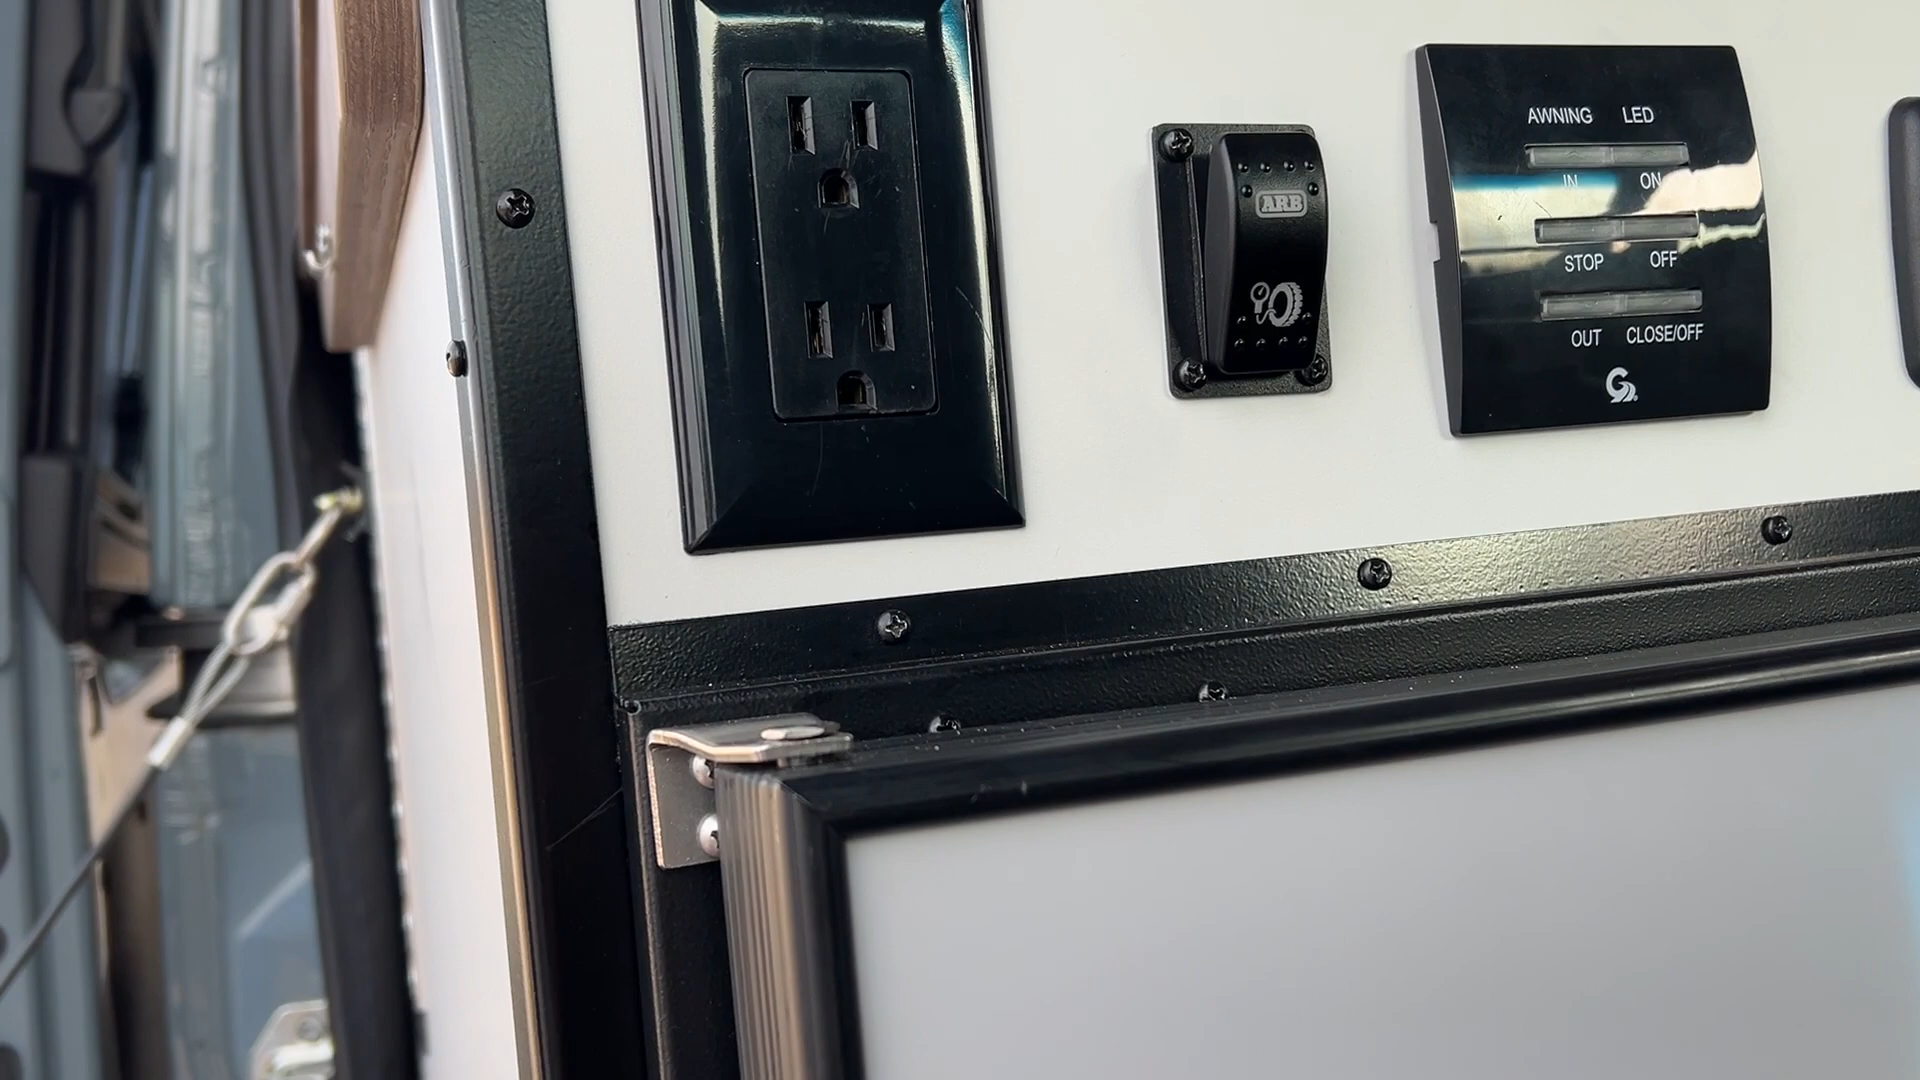 ARB
AWNING LED
IN ON
STOP OFF
OUT CLOSE/OFF